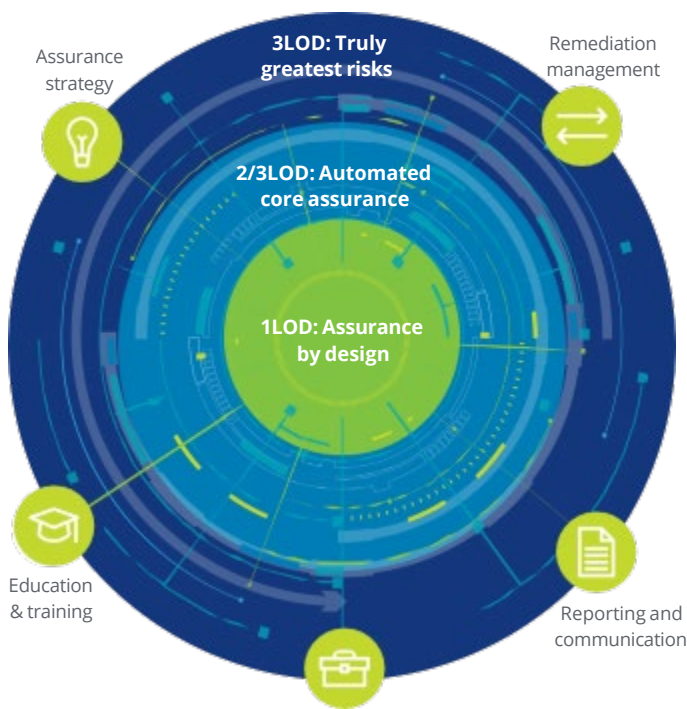 3LOD: Truly
greatest risks
Assurance
strategy
Remediation
management
2/3LOD: Automated
core assurance
1LOD: Assurance
by design
Education
& training
Reporting and
communication